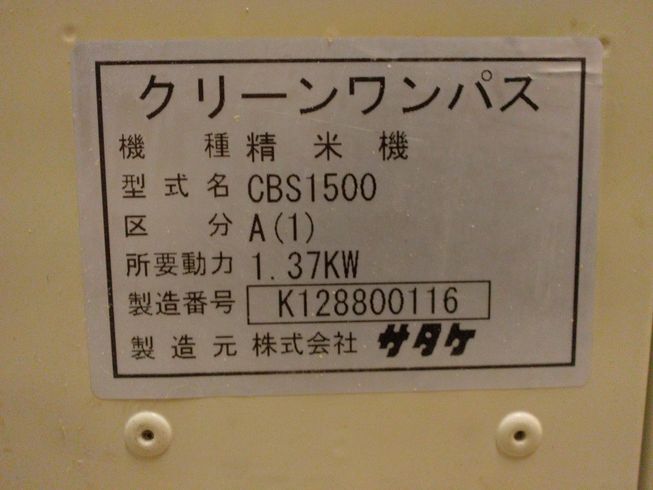 クリーンワンパス
機種 精米機
型式名 CBS1500
区分 A(1)
所要動力 1.37KW
製造番号 K128800116
製造元 株式会社 サタケ